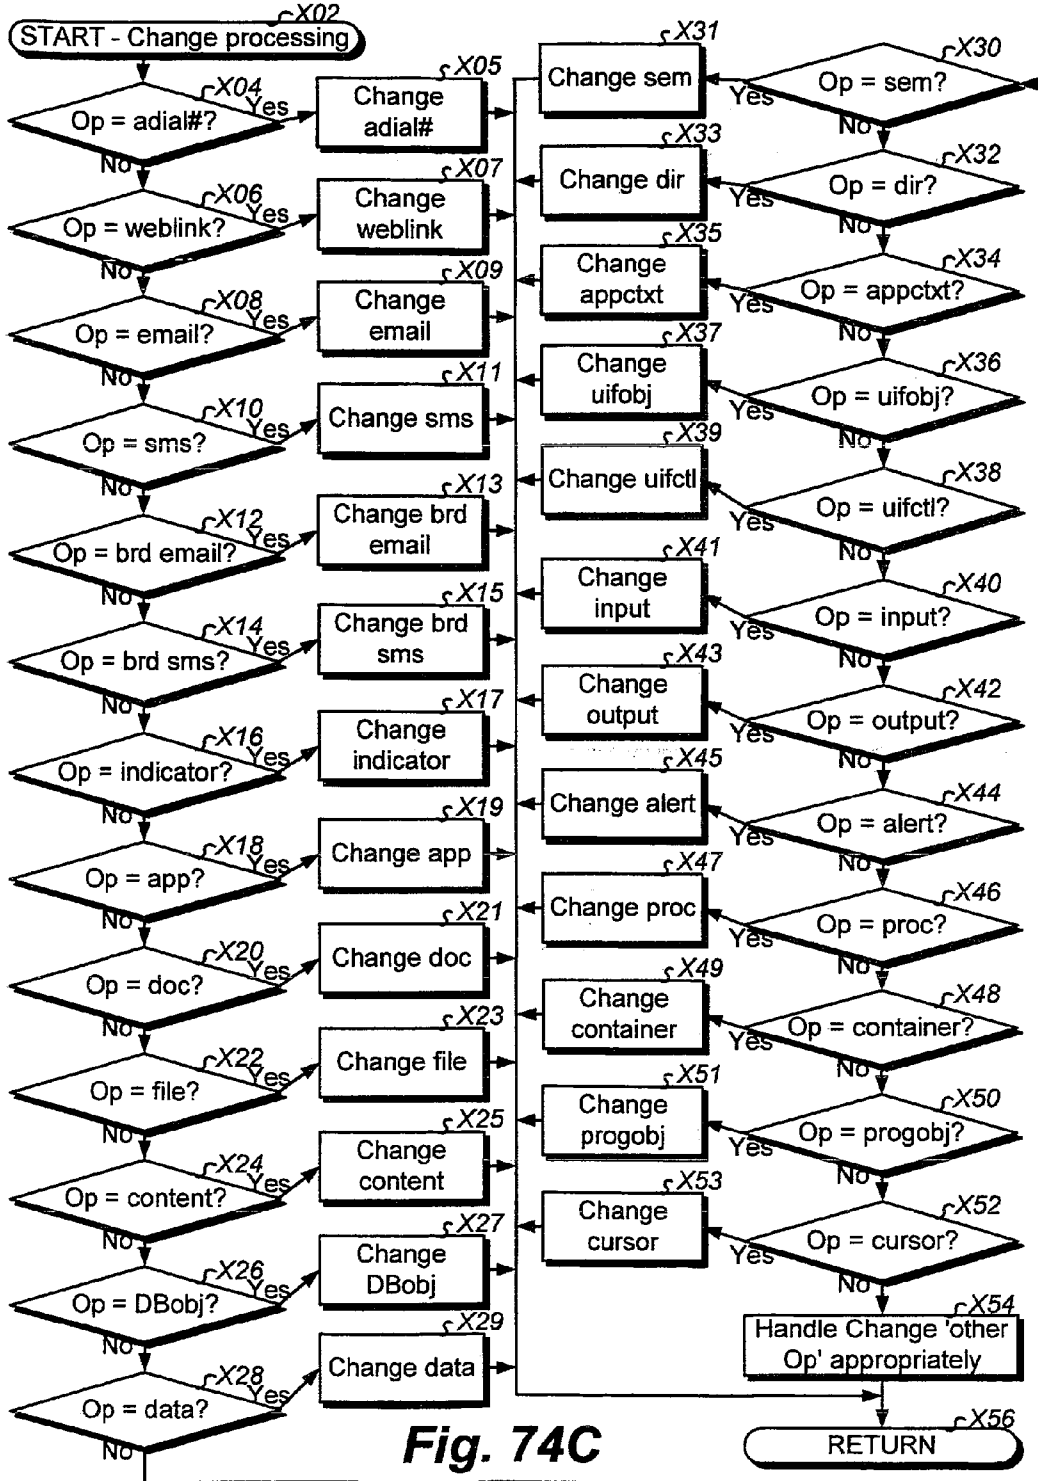 X02
START - Change processing
X04
Op = adial#?
Yes
No
X05
Change
adial#
X06
Op = weblink?
Yes
No
X07
Change
weblink
X08
Op = email?
Yes
No
X09
Change
email
X10
Op = sms?
Yes
No
X11
Change sms
X12
Op = brd email?
Yes
No
X13
Change brd
email
X14
Op = brd sms?
Yes
No
X15
Change brd
sms
X16
Op = indicator?
Yes
No
X17
Change
indicator
X18
Op = app?
Yes
No
X19
Change app
X20
Op = doc?
Yes
No
X21
Change doc
X22
Op = file?
Yes
No
X23
Change file
X24
Op = content?
Yes
No
X25
Change
content
X26
Op = DBobj?
Yes
No
X27
Change
DBobj
X28
Op = data?
Yes
No
X29
Change data
X30
Op = sem?
Yes
No
X31
Change sem
X32
Op = dir?
Yes
No
X33
Change dir
X34
Op = appctxt?
Yes
No
X35
Change
appctxt
X36
Op = uifobj?
Yes
No
X37
Change
uifobj
X38
Op = uifctl?
Yes
No
X39
Change uifctl
X40
Op = input?
Yes
No
X41
Change
input
X42
Op = output?
Yes
No
X43
Change
output
X44
Op = alert?
Yes
No
X45
Change alert
X46
Op = proc?
Yes
No
X47
Change proc
X48
Op = container?
Yes
No
X49
Change
container
X50
Op = progobj?
Yes
No
X51
Change
progobj
X52
Op = cursor?
Yes
No
X53
Change
cursor
X54
Handle Change 'other
Op' appropriately
X56
RETURN
Fig. 74C